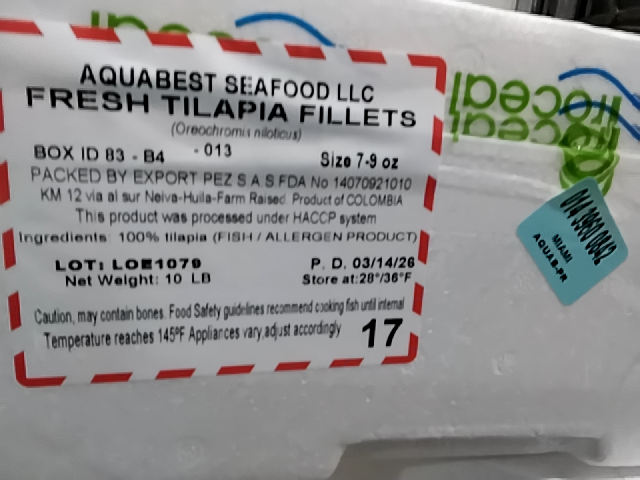 AQUABEST SEAFOOD LLC
FRESH TILAPIA FILLETS
(Oreochromis niloticus)
BOX ID 83 - B4 - 013 Size 7-9 oz
PACKED BY EXPORT PEZ S.A.S.FDA No 14070921010
KM 12 via al sur Neiva-Huila-Farm Raised. Product of COLOMBIA
This product was processed under HACCP system
Ingredients: 100% tilapia (FISH / ALLERGEN PRODUCT)
LOT: LOE1079 P. D. 03/14/26
Net Weight: 10 LB Store at:28°/36°F
Caution, may contain bones. Food Safety guidelines recommend cooking fish until internal
Temperature reaches 145ºF Appliances vary,adjust accordingly
17
MIAMI
AQUAB-PR